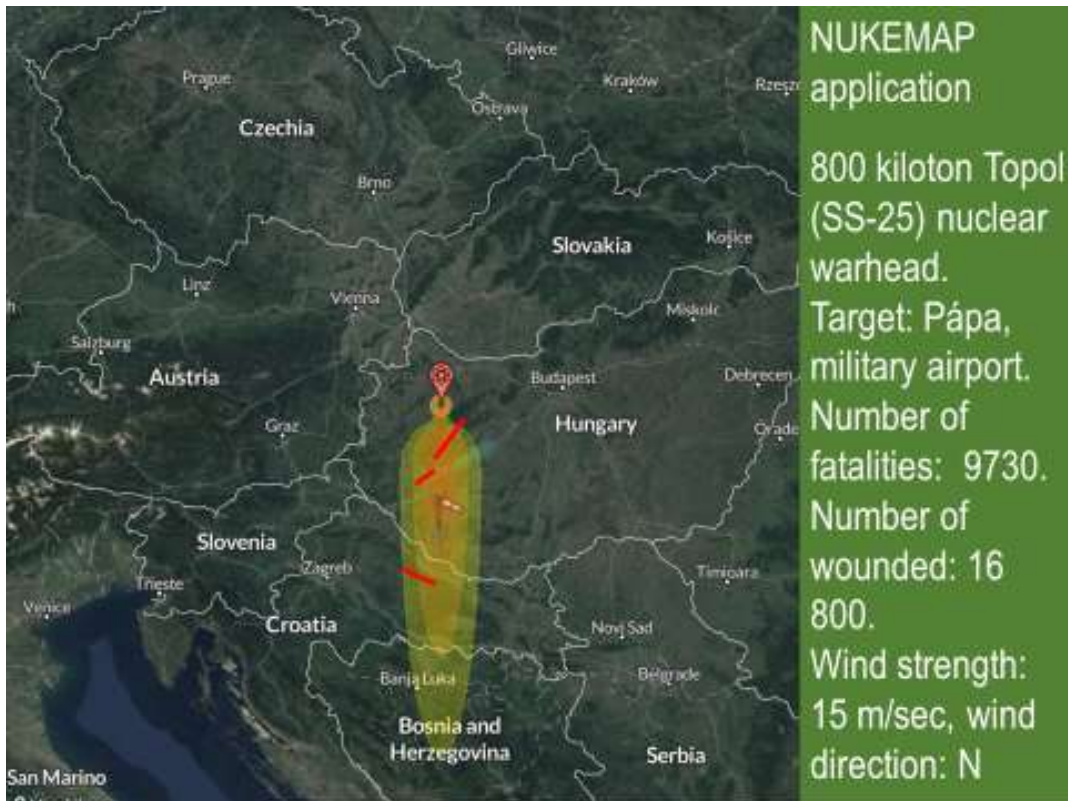 Gliwice
Prague
Kraków
Ostrava
Czechia
Brno
Slovakia
Košice
Linz
Vienna
Miskolc
Salzburg
Austria
Budapest
Debrecen
Graz
Hungary
Slovenia
Zagreb
Trieste
Timișoara
Venice
Croatia
Novi Sad
Banja Luka
Belgrade
Bosnia and
Herzegovina
Serbia
San Marino
NUKEMAP
application
800 kiloton Topol
(SS-25) nuclear
warhead.
Target: Pápa,
military airport.
Number of
fatalities: 9730.
Number of
wounded: 16
800.
Wind strength:
15 m/sec, wind
direction: N